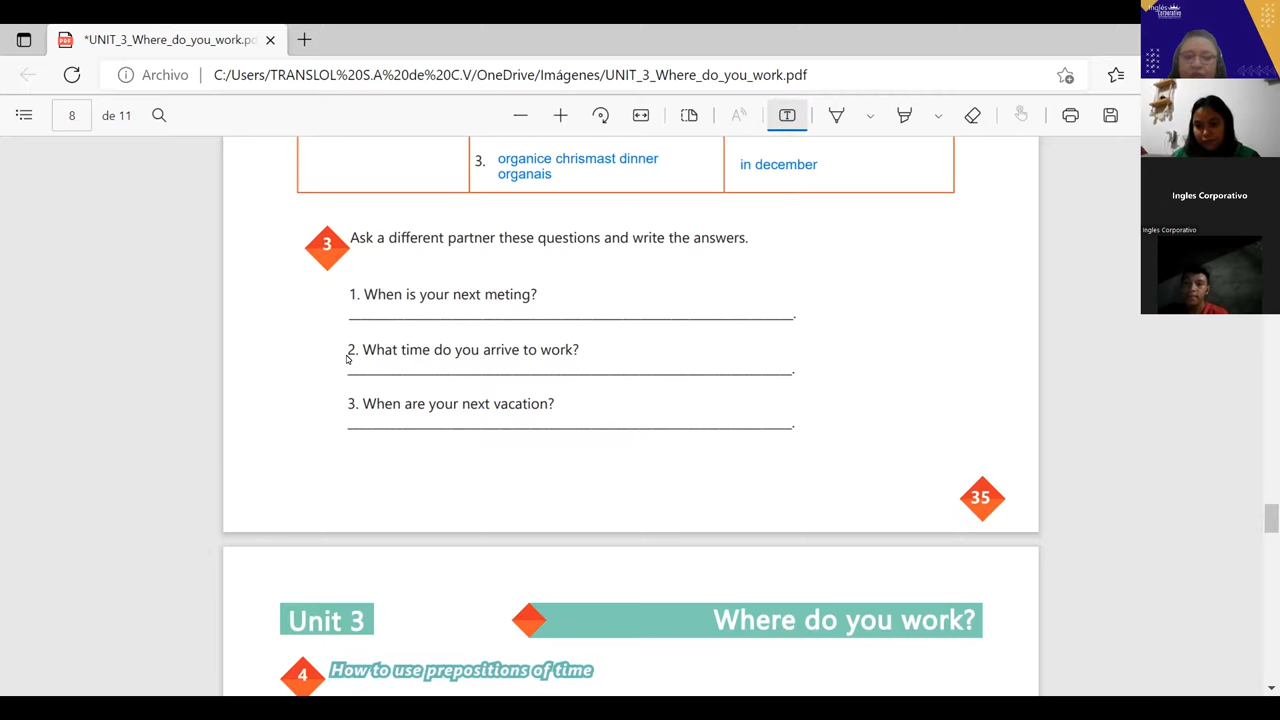 *UNIT_3_Where_do_you_work.pd
Archivo
C:/Users/TRANSLOL%20S.A%20de%20C.V/OneDrive/Imágenes/UNIT_3_Where_do_you_work.pdf
8 de 11
3. organice chrismast dinner
organais
in december
3 Ask a different partner these questions and write the answers.
1. When is your next meting?
2. What time do you arrive to work?
3. When are your next vacation?
35
Unit 3
Where do you work?
4 How to use prepositions of time
Inglés
Corporativo
Ingles Corporativo
Ingles Corporativo